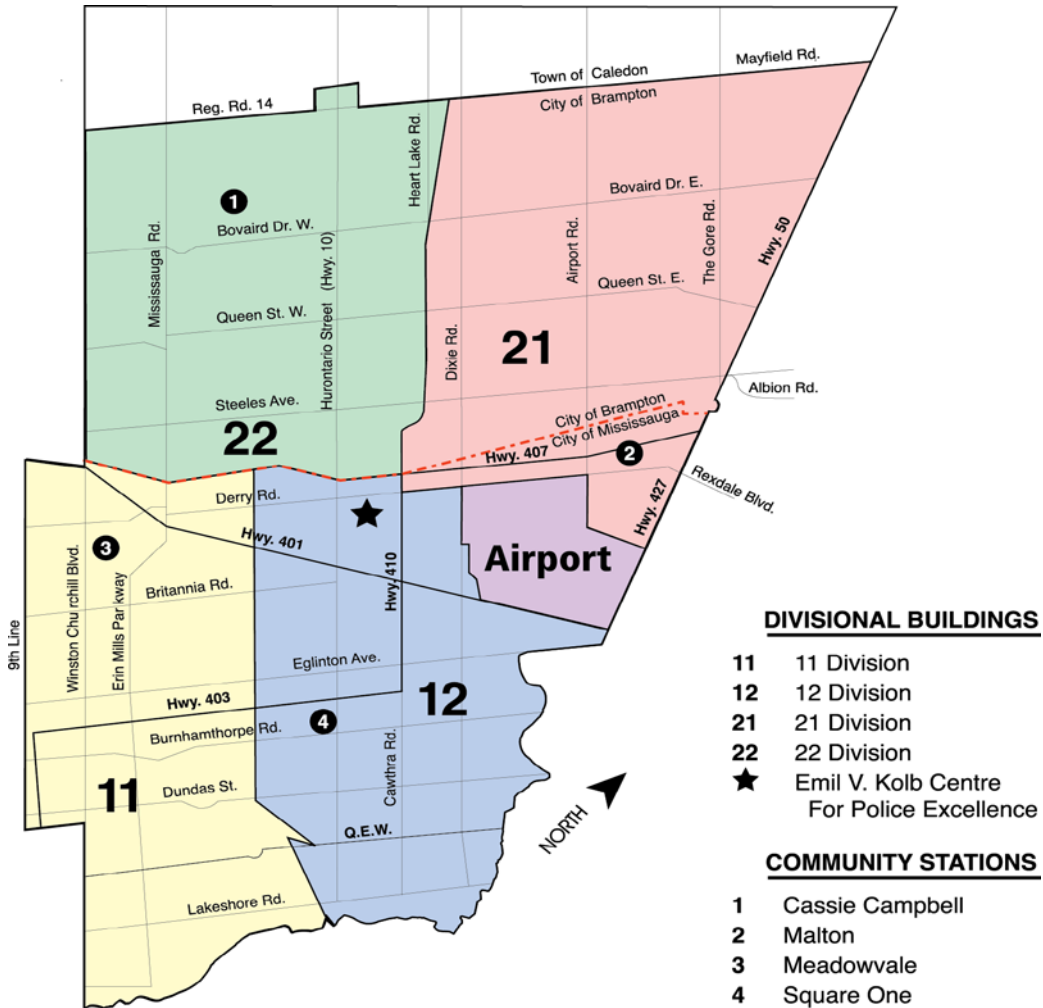 Mayfield Rd.
Town of Caledon
City of Brampton
Reg. Rd. 14
Heart Lake Rd.
1
Bovaird Dr. W.
Bovaird Dr. E.
Mississauga Rd.
Hurontario Street (Hwy. 10)
Airport Rd.
The Gore Rd.
Hwy. 50
Queen St. W.
Queen St. E.
21
Dixie Rd.
Albion Rd.
Steeles Ave.
22
City of Brampton
City of Mississauga
Hwy. 407
2
Rexdale Blvd.
Hwy. 427
Derry Rd.
Hwy. 401
3
Airport
Hwy. 410
Britannia Rd.
Winston Churchill Blvd.
Erin Mills Parkway
9th Line
Eglinton Ave.
Hwy. 403
12
4
Burnhamthorpe Rd.
Cawthra Rd.
11
Dundas St.
Q.E.W.
NORTH
Lakeshore Rd.
DIVISIONAL BUILDINGS
11 11 Division
12 12 Division
21 21 Division
22 22 Division
★ Emil V. Kolb Centre
For Police Excellence
COMMUNITY STATIONS
1 Cassie Campbell
2 Malton
3 Meadowvale
4 Square One